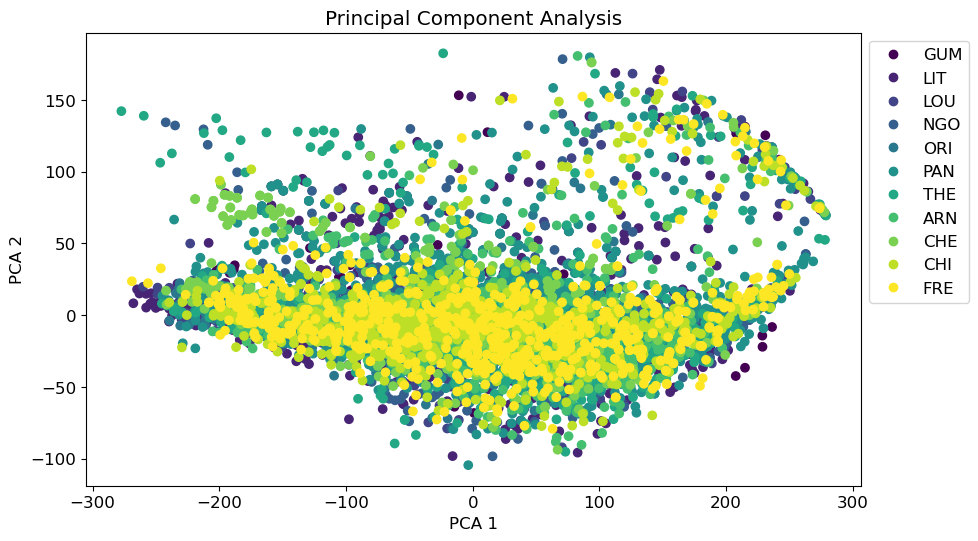 Principal Component Analysis
PCA 2
150
100
50
0
−50
−100
−300
−200
−100
0
100
200
300
PCA 1
GUM
LIT
LOU
NGO
ORI
PAN
THE
ARN
CHE
CHI
FRE